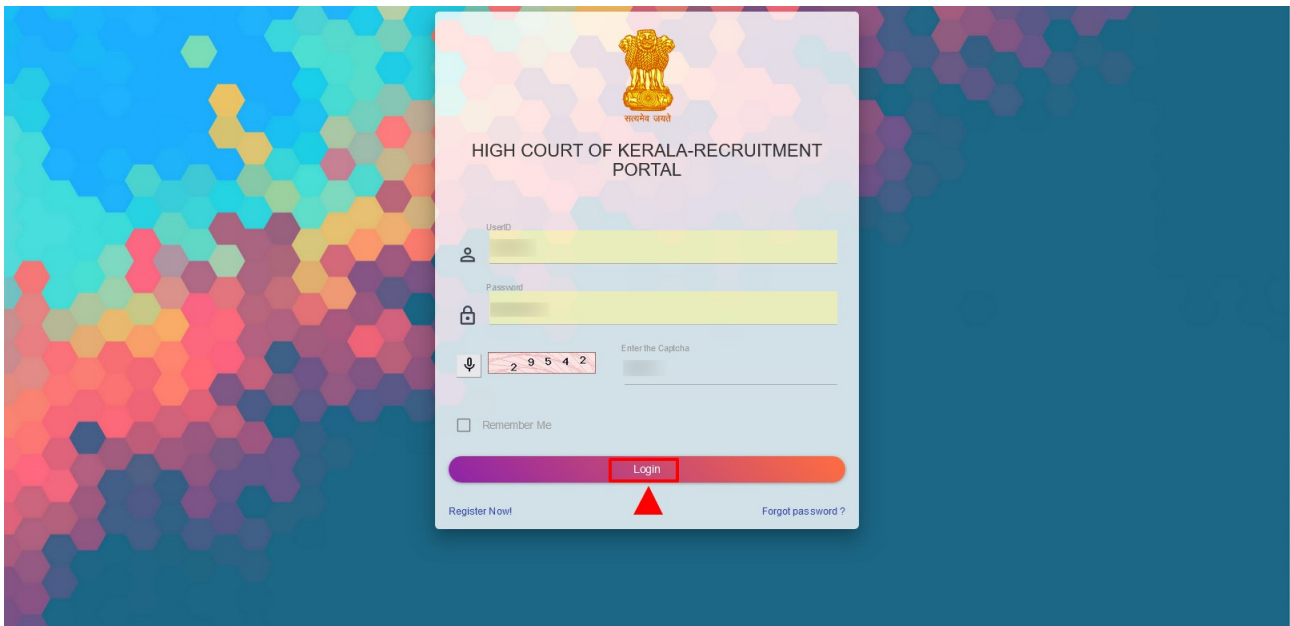 सत्यमेव जयते
HIGH COURT OF KERALA-RECRUITMENT
PORTAL
UserID
Password
Enter the Captcha
2 9 5 4 2
Remember Me
Login
Register Now!
Forgot password ?